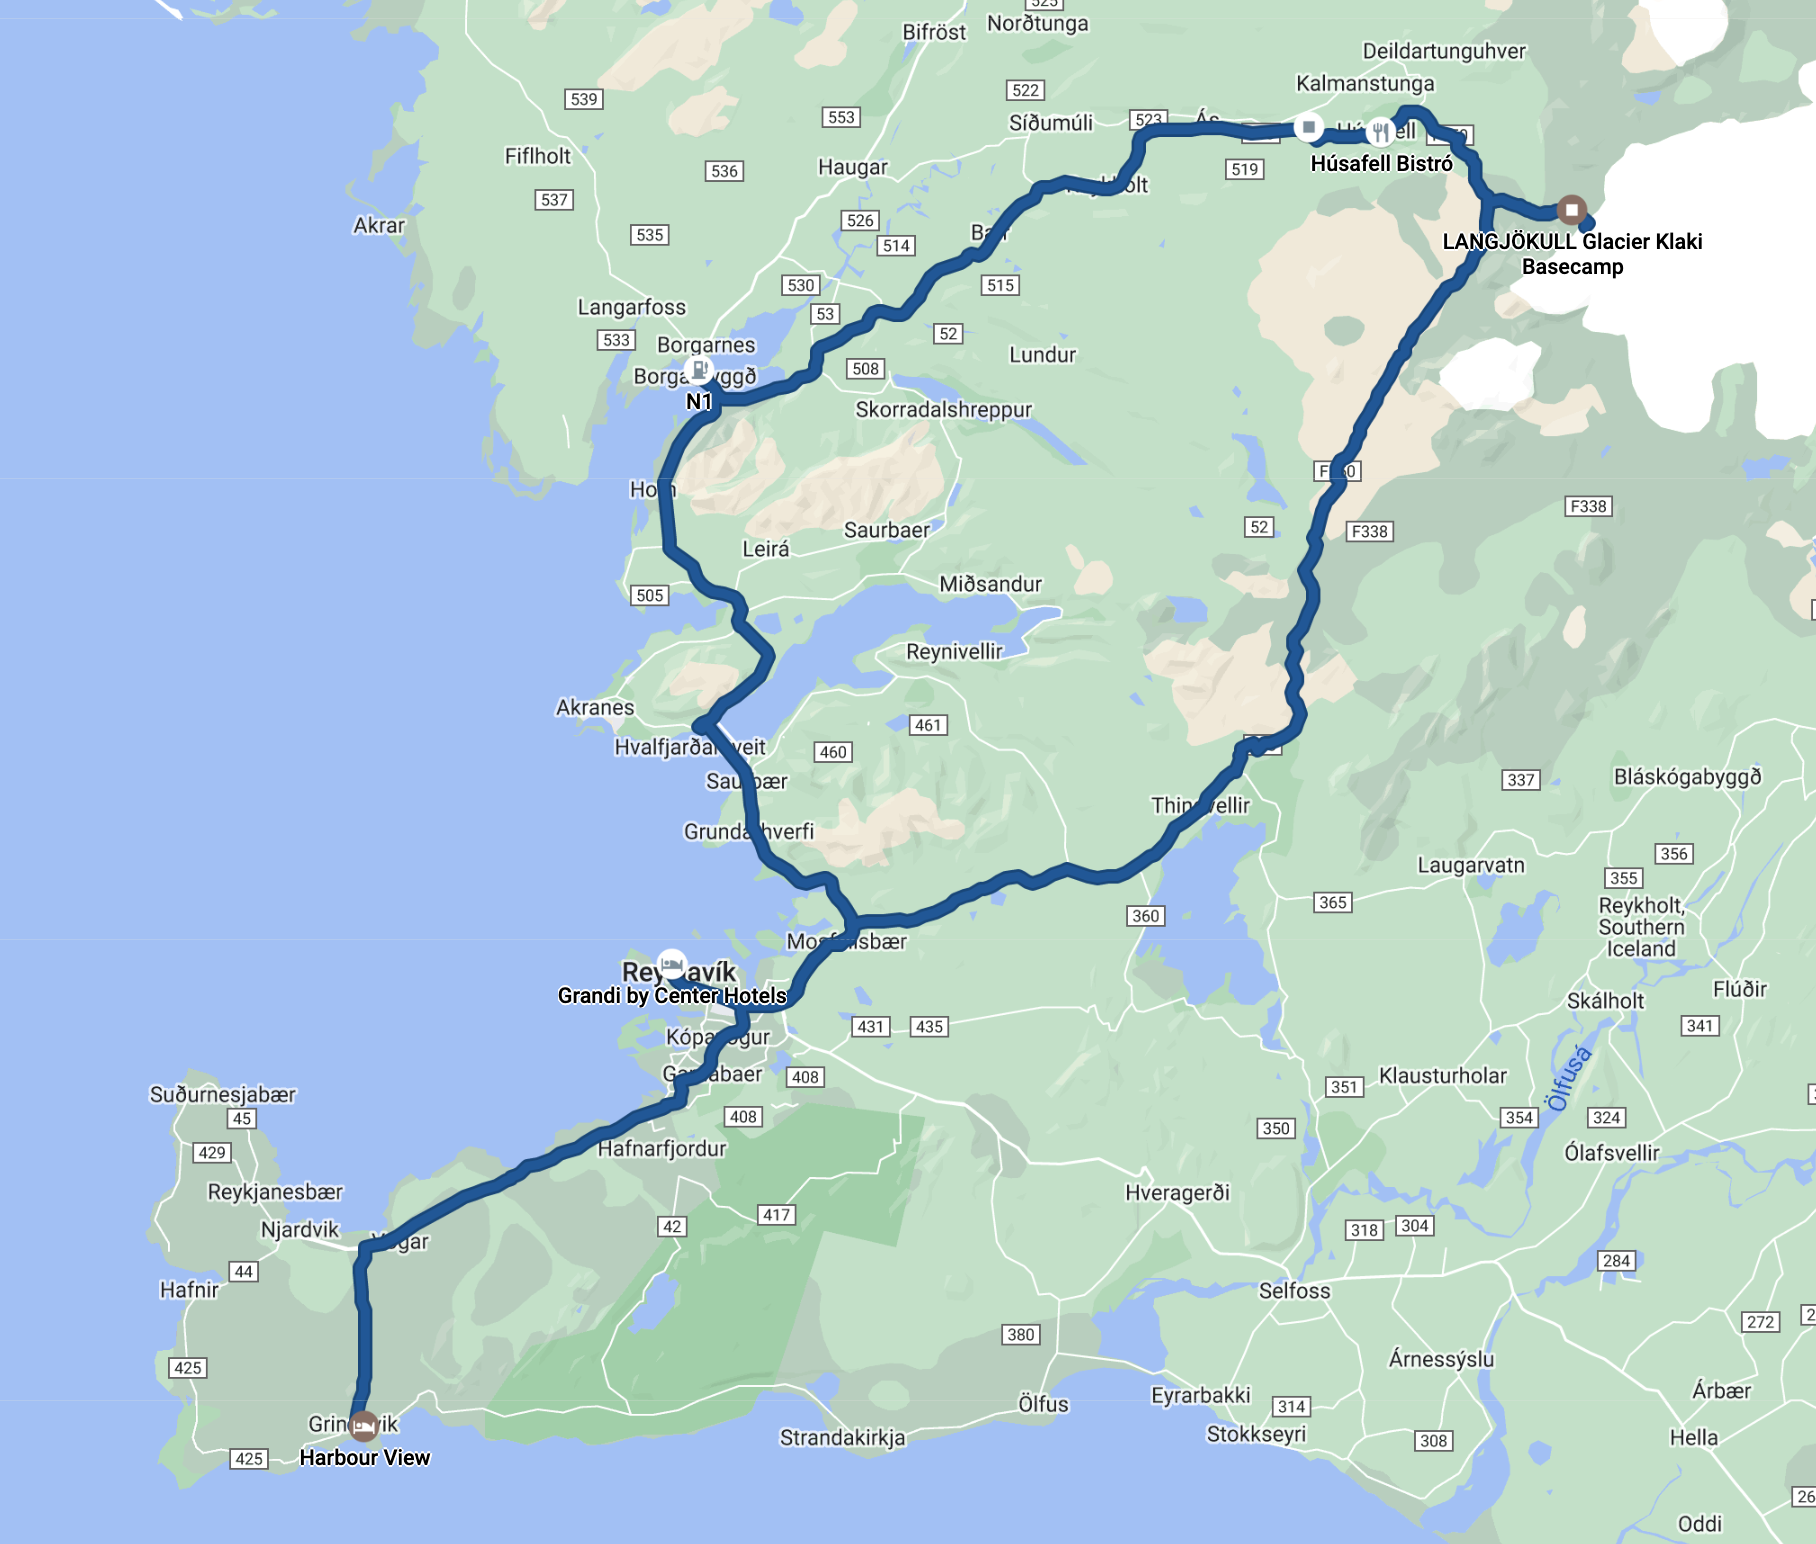 525
Norðtunga
Bifröst
Deildartunguhver
Kalmanstunga
539
522
553
Síðumúli
523
Ás
Húsafell Bistró
Fiflholt
536
Haugar
519
537
Akrar
526
535
514
LANGJÖKULL Glacier Klaki
Basecamp
530
515
Langarfoss
53
533
52
Borgarnes
Lundur
508
N1
Skorradalshreppur
F338
52
F338
Saurbaer
Leirá
Miðsandur
505
Reynivellir
Akranes
461
460
337
Bláskógabyggð
356
Laugarvatn
355
365
Reykholt,
Southern
Iceland
360
Grandi by Center Hotels
Flúðir
Skálholt
431
435
341
408
Klausturholar
351
Ölfusá
Suðurnesjabær
45
408
354
324
350
429
Hafnarfjordur
Ólafsvellir
Reykjanesbær
Hveragerði
417
42
318
304
Njardvik
44
284
Hafnir
Selfoss
272
380
425
Árnessýslu
Árbær
Eyrarbakki
Ölfus
314
Stokkseyri
Strandakirkja
308
Hella
425
Harbour View
Oddi